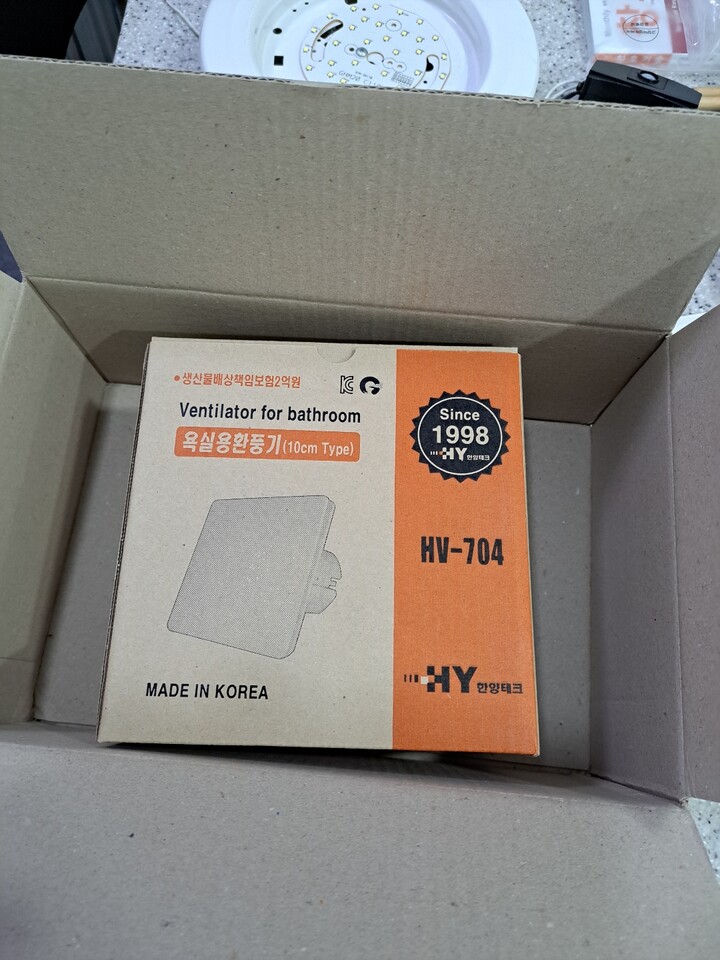 •생산물배상책임보험2억원
Ventilator for bathroom
욕실용환풍기(10cm Type)
Since
1998
HY 한양테크
HV-704
HY 한양테크
MADE IN KOREA